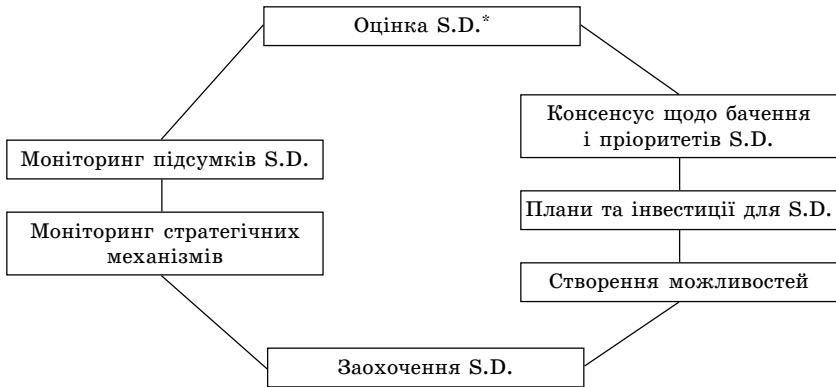 Оцінка S.D.*
Консенсус щодо бачення
і пріоритетів S.D.
Моніторинг підсумків S.D.
Плани та інвестиції для S.D.
Моніторинг стратегічних
механізмів
Створення можливостей
Заохочення S.D.